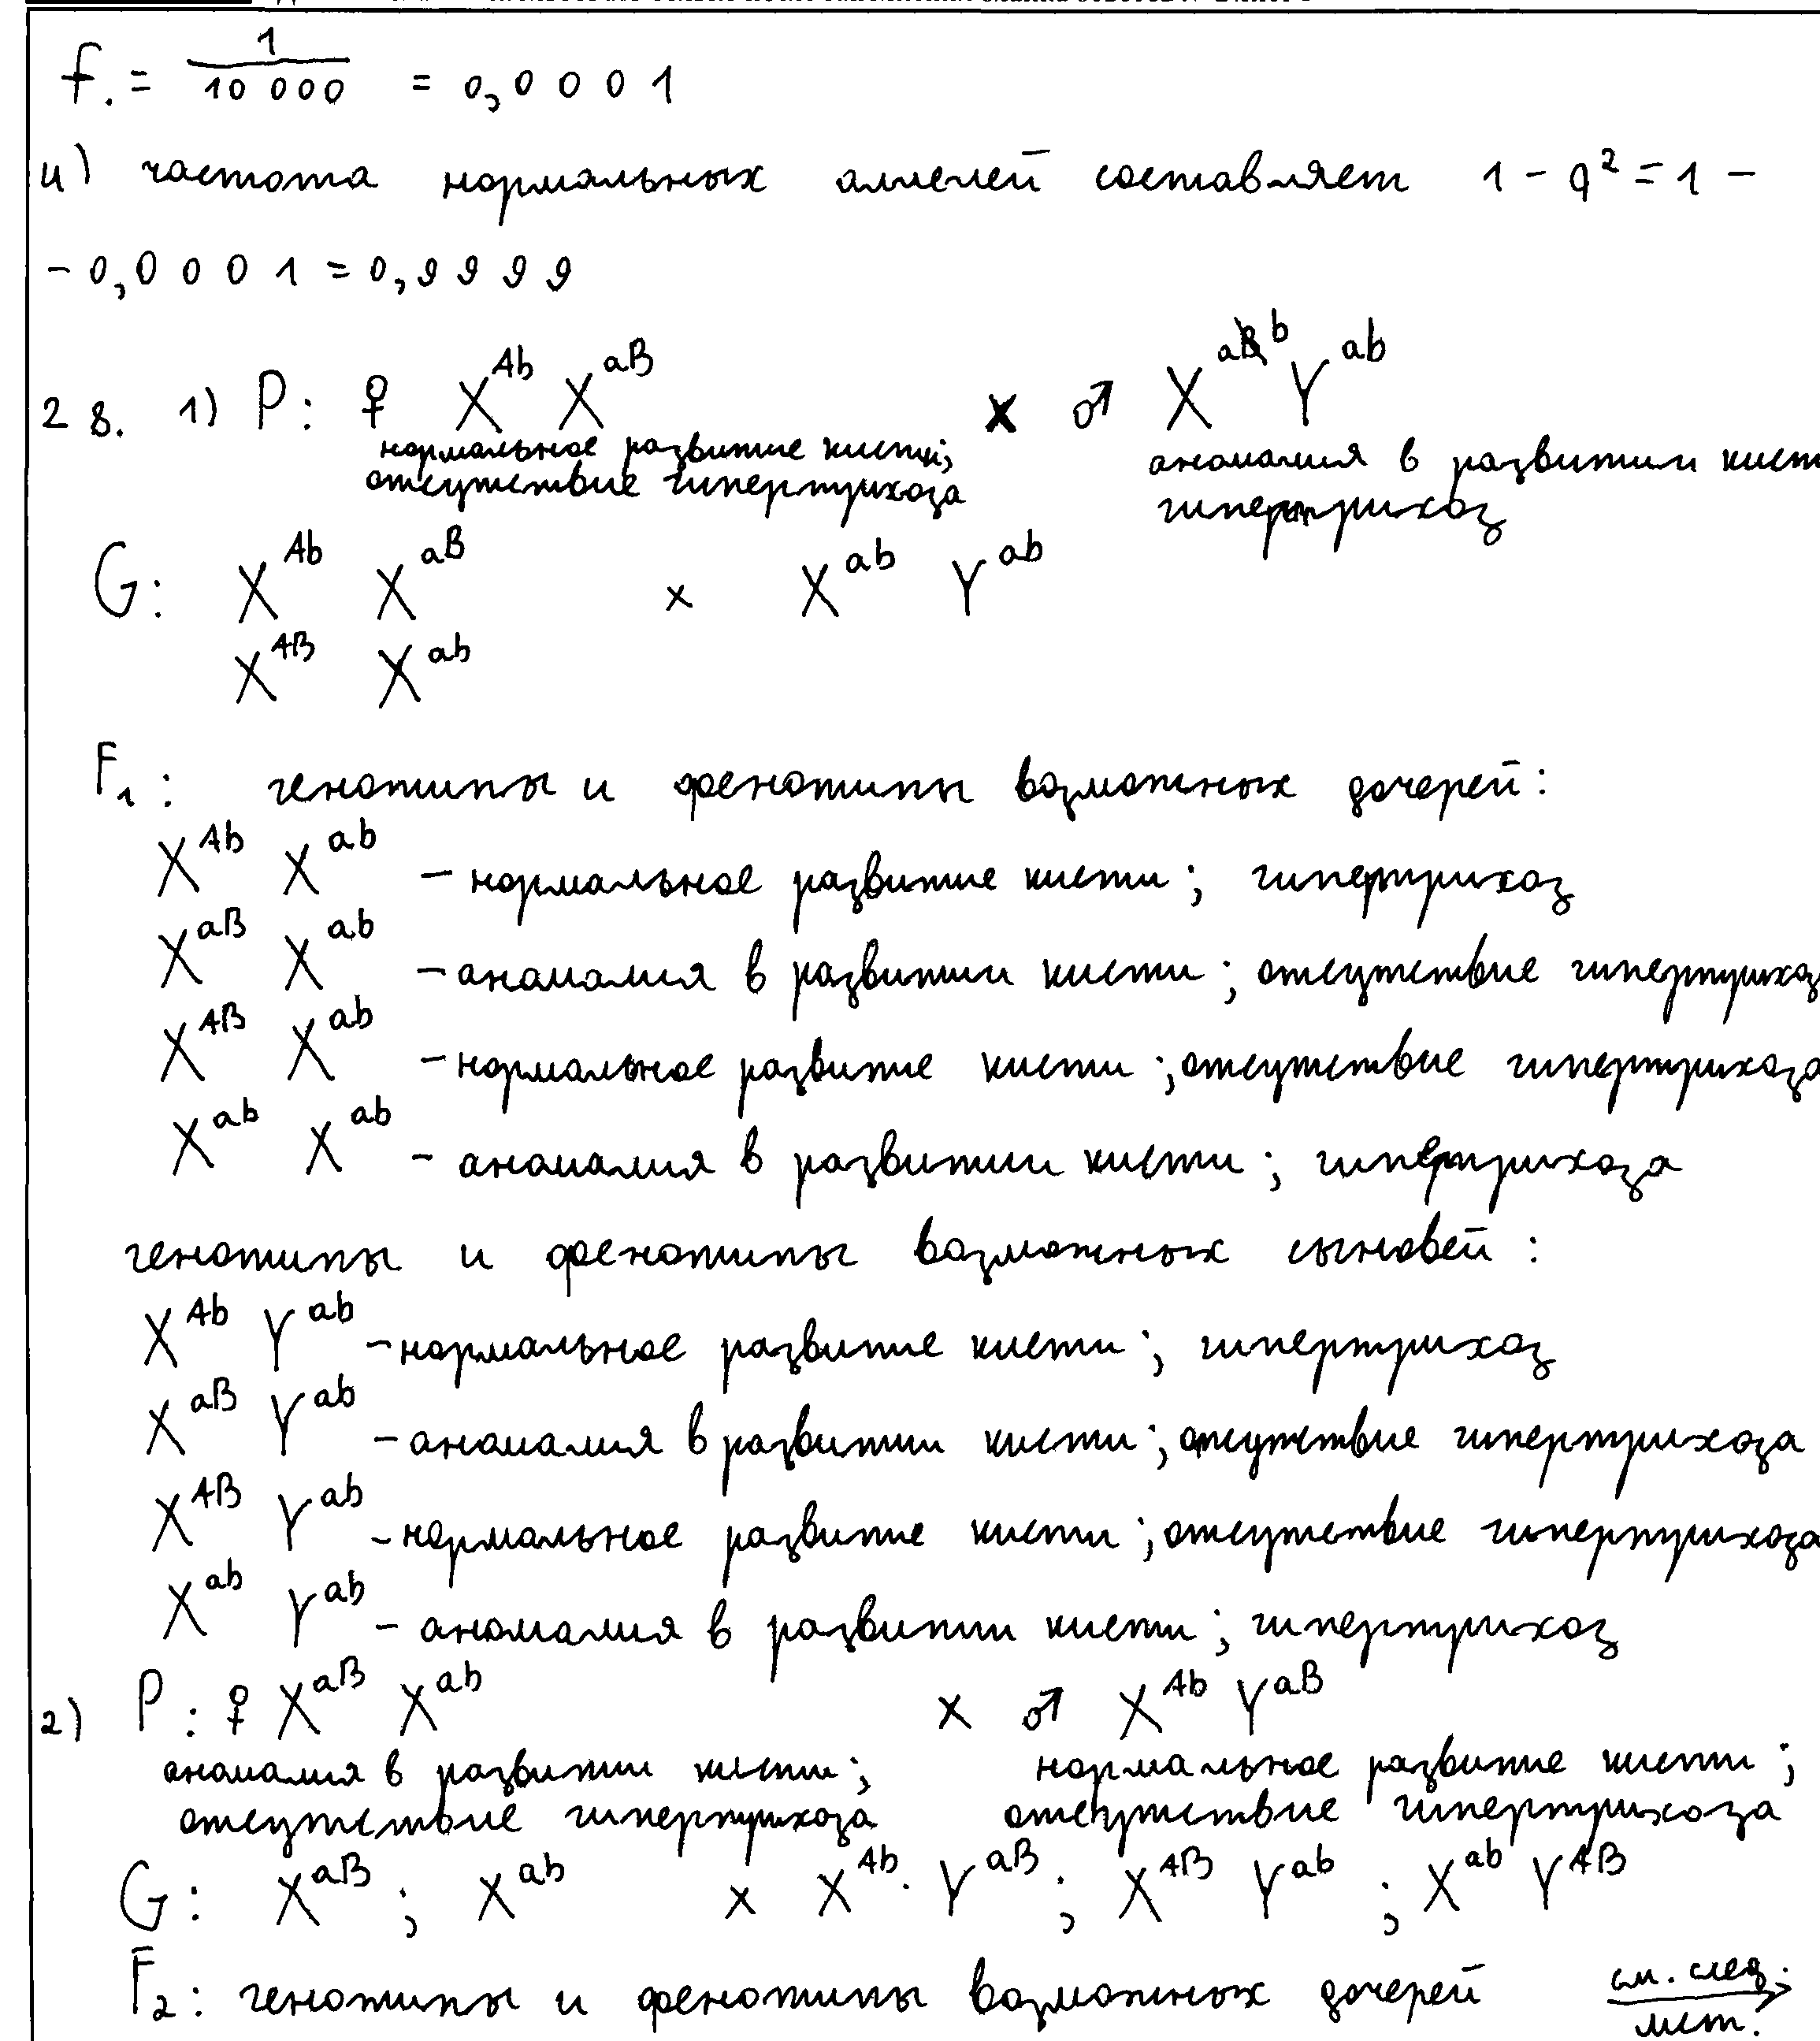 f. = 1/10 000 = 0,0001
4) частота нормальных аллелей составляет 1 - q² = 1 -
- 0,0001 = 0,9999
28. 1) P: ♀ X^Ab X^aB x ♂ X^ab Y^ab
нормальное развитие кисти; аномалия в развитии кист
отсутствие гипертрихоза гипертрихоз
G: X^Ab X^aB x X^ab Y^ab
X^AB X^ab
F₁: генотипы и фенотипы возможных дочерей:
X^Ab X^ab - нормальное развитие кисти; гипертрихоз
X^aB X^ab - аномалия в развитии кисти; отсутствие гипертрихоз
X^AB X^ab - нормальное развитие кисти; отсутствие гипертрихоза
X^ab X^ab - аномалия в развитии кисти; гипертрихоза
генотипы и фенотипы возможных сыновей:
X^Ab Y^ab - нормальное развитие кисти; гипертрихоз
X^aB Y^ab - аномалия в развитии кисти; отсутствие гипертрихоза
X^AB Y^ab - нормальное развитие кисти; отсутствие гипертрихоза
X^ab Y^ab - аномалия в развитии кисти; гипертрихоз
2) P: ♀ X^aB X^ab x ♂ X^Ab Y^aB
аномалия в развитии кисти; нормальное развитие кисти;
отсутствие гипертрихоза отсутствие гипертрихоза
G: X^aB; X^ab x X^Ab. Y^aB; X^AB Y^ab; X^ab Y^AB
F₂: генотипы и фенотипы возможных дочерей см. след.
лист.